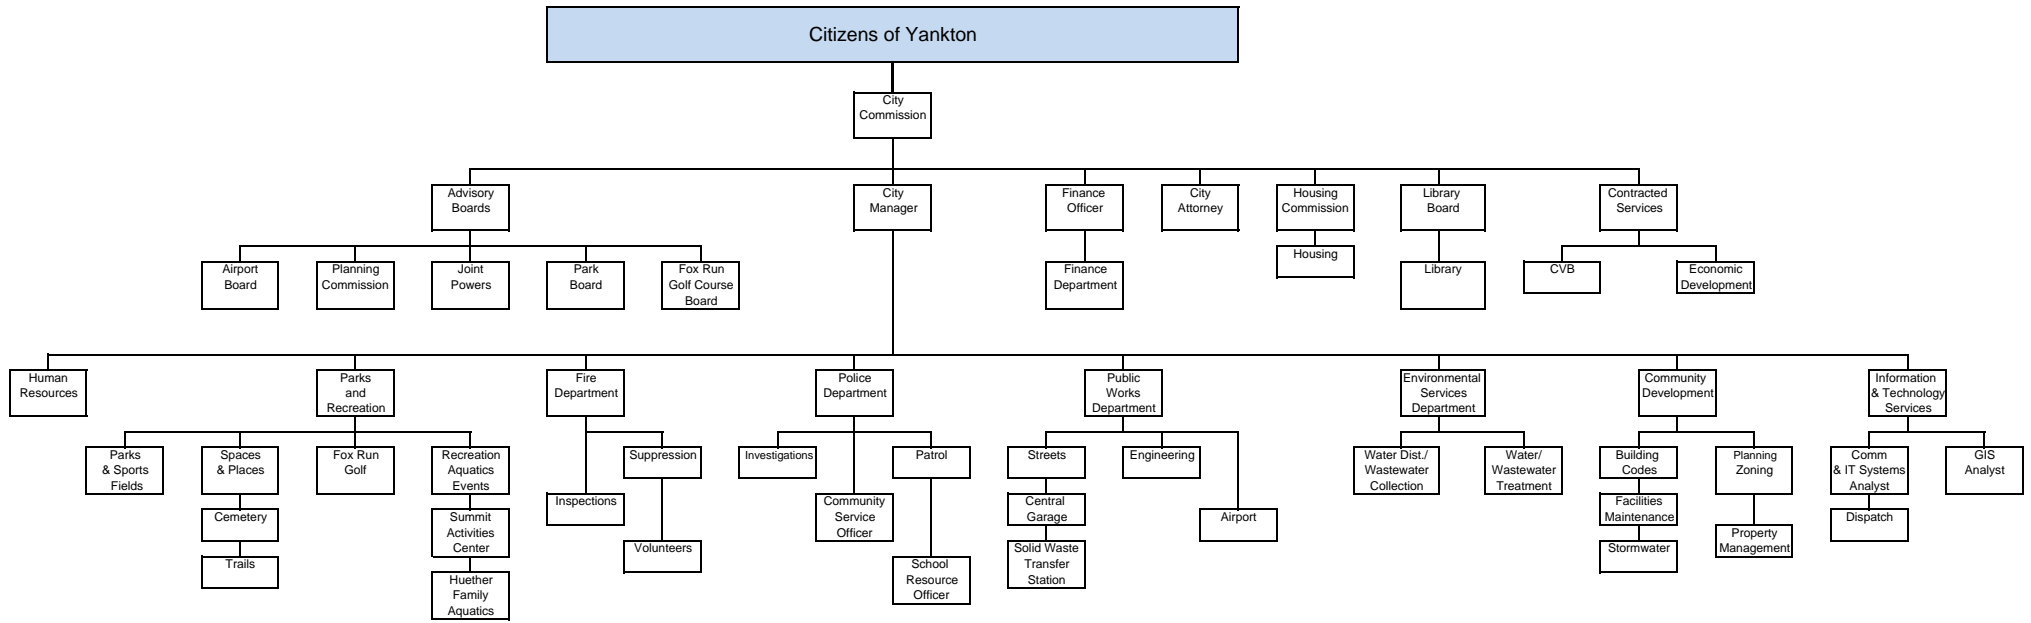 Citizens of Yankton
City
Commission
Advisory
Boards
City
Manager
Finance
Officer
City
Attorney
Housing
Commission
Library
Board
Contracted
Services
Airport
Board
Planning
Commission
Joint
Powers
Park
Board
Fox Run
Golf Course
Board
Finance
Department
Housing
Library
CVB
Economic
Development
Human
Resources
Parks
and
Recreation
Fire
Department
Police
Department
Public
Works
Department
Environmental
Services
Department
Community
Development
Information
& Technology
Services
Parks
& Sports
Fields
Spaces
& Places
Fox Run
Golf
Recreation
Aquatics
Events
Suppression
Investigations
Patrol
Streets
Engineering
Water Dist./
Wastewater
Collection
Water/
Wastewater
Treatment
Building
Codes
Planning
Zoning
Comm
& IT Systems
Analyst
GIS
Analyst
Cemetery
Summit
Activities
Center
Inspections
Community
Service
Officer
Central
Garage
Airport
Facilities
Maintenance
Property
Management
Dispatch
Trails
Huether
Family
Aquatics
Volunteers
School
Resource
Officer
Solid Waste
Transfer
Station
Stormwater